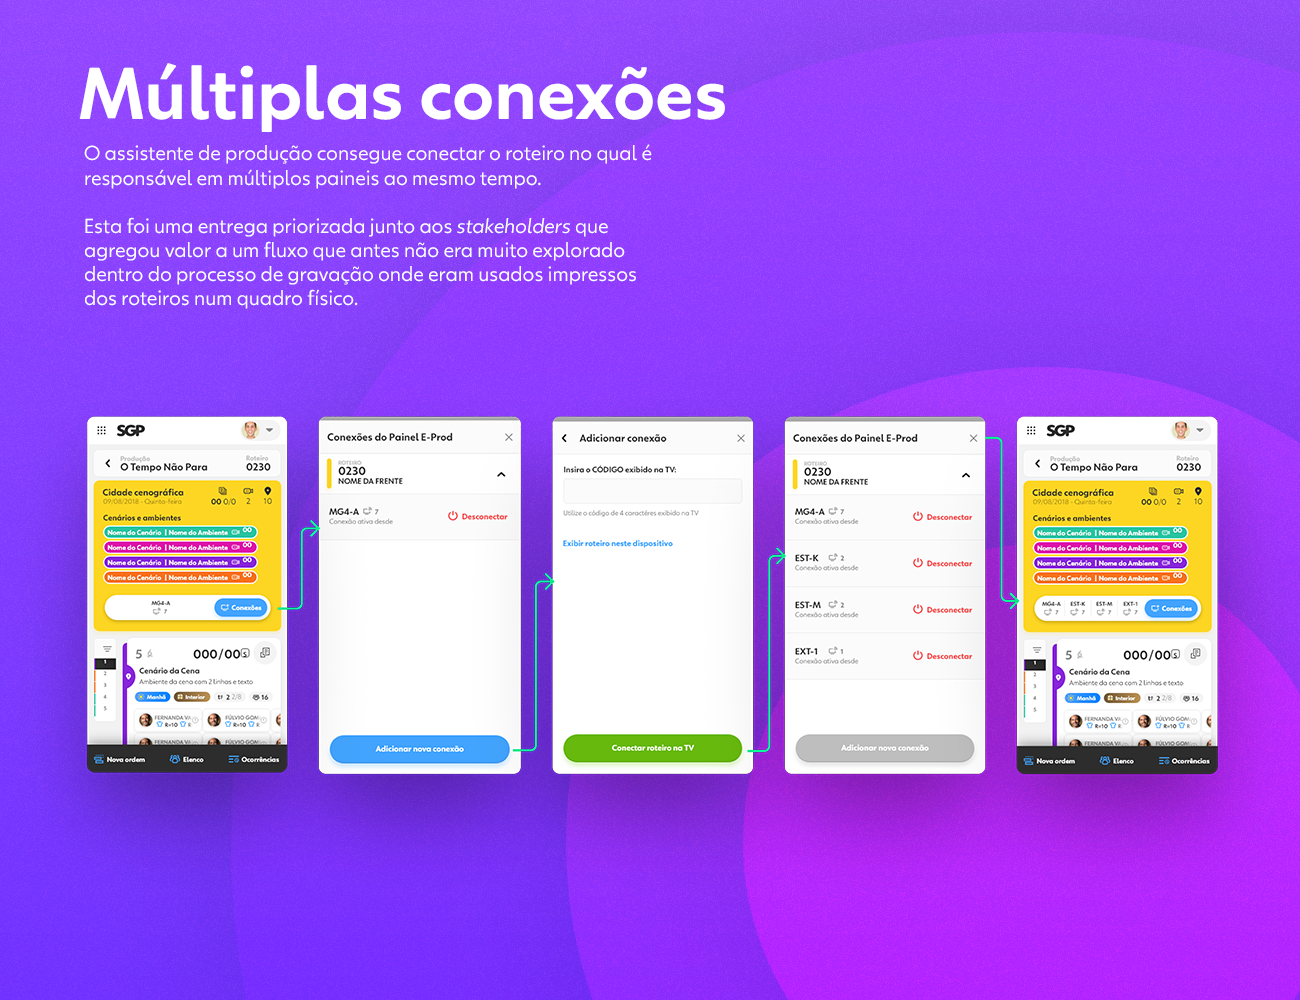 Múltiplas conexões
O assistente de produção consegue conectar o roteiro no qual é
responsável em múltiplos paineis ao mesmo tempo.
Esta foi uma entrega priorizada junto aos stakeholders que
agregou valor a um fluxo que antes não era muito explorado
dentro do processo de gravação onde eram usados impressos
dos roteiros num quadro físico.
SGP
Produção
O Tempo Não Para
Roteiro
0230
Cidade cenográfica
09/08/2018 - Quinta-feira
00 0/0
2
10
Cenários e ambientes
Nome do Cenário | Nome do Ambiente 00
Nome do Cenário | Nome do Ambiente 00
Nome do Cenário | Nome do Ambiente 00
Nome do Cenário | Nome do Ambiente 00
MG4-A
7
Conexões
1
2
3
4
5
5
000/00
Cenário da Cena
Ambiente da cena com 2 linhas e texto
Manhã
Interior
2 2/8
16
FERNANDA VA
R=10
R
FÚLVIO GOM
R=10
R
Nova ordem
Elenco
Ocorrências
Conexões do Painel E-Prod
ROTEIRO
0230
NOME DA FRENTE
MG4-A 7
Conexão ativa desde
Desconectar
Adicionar nova conexão
Adicionar conexão
Insira o CÓDIGO exibido na TV:
Utilize o código de 4 caractéres exibido na TV
Exibir roteiro neste dispositivo
Conectar roteiro na TV
Conexões do Painel E-Prod
ROTEIRO
0230
NOME DA FRENTE
MG4-A 7
Conexão ativa desde
Desconectar
EST-K 2
Conexão ativa desde
Desconectar
EST-M 2
Conexão ativa desde
Desconectar
EXT-1 1
Conexão ativa desde
Desconectar
Adicionar nova conexão
SGP
Produção
O Tempo Não Para
Roteiro
0230
Cidade cenográfica
09/08/2018 - Quinta-feira
00 0/0
2
10
Cenários e ambientes
Nome do Cenário | Nome do Ambiente 00
Nome do Cenário | Nome do Ambiente 00
Nome do Cenário | Nome do Ambiente 00
Nome do Cenário | Nome do Ambiente 00
MG4-A EST-K EST-M EXT-1
7 7 7 7
Conexões
1
2
3
4
5
5
000/00
Cenário da Cena
Ambiente da cena com 2 linhas e texto
Manhã
Interior
2 2/8
16
FERNANDA VA
R=10
R
FÚLVIO GOM
R=10
R
Nova ordem
Elenco
Ocorrências